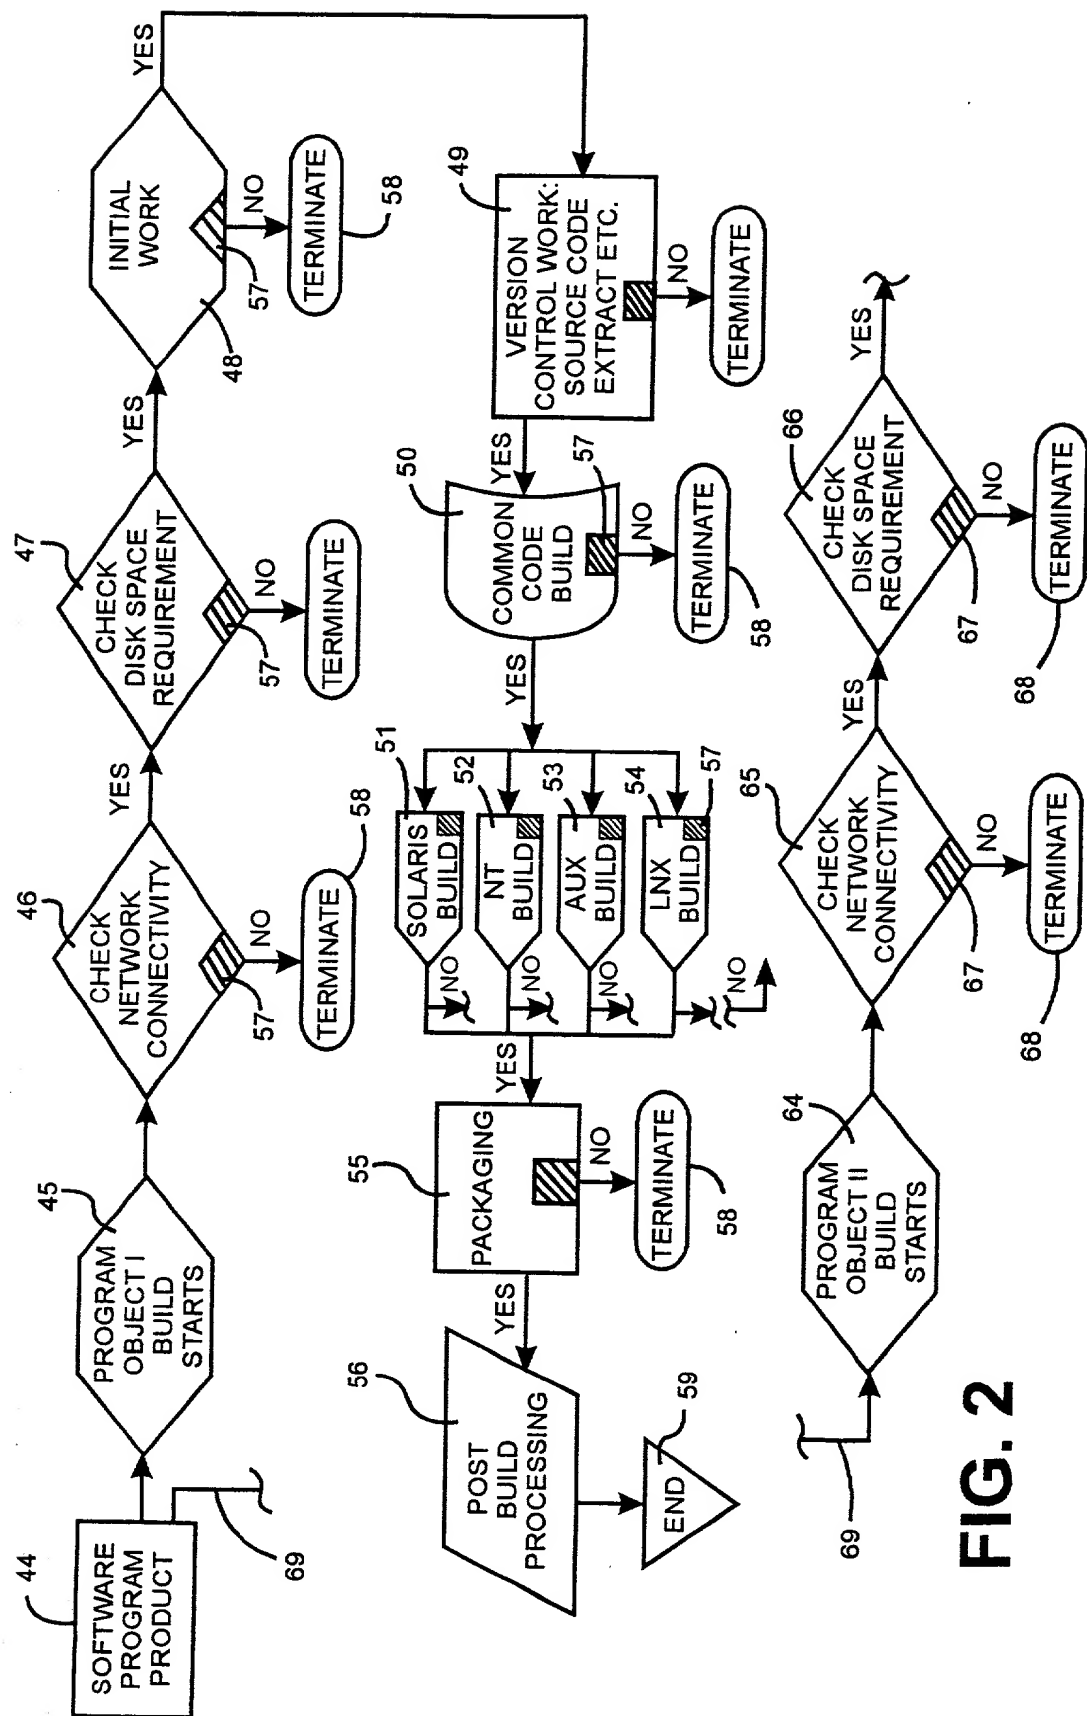 44
SOFTWARE
PROGRAM
PRODUCT
69
45
PROGRAM
OBJECT I
BUILD
STARTS
46
CHECK
NETWORK
CONNECTIVITY
57
NO
TERMINATE
58
YES
47
CHECK
DISK SPACE
REQUIREMENT
57
NO
TERMINATE
YES
INITIAL
WORK
48
57
NO
TERMINATE
58
YES
49
VERSION
CONTROL WORK:
SOURCE CODE
EXTRACT ETC.
NO
TERMINATE
YES
50
COMMON
CODE
BUILD
57
NO
TERMINATE
58
YES
51
SOLARIS
BUILD
NO
52
NT
BUILD
NO
53
AUX
BUILD
NO
54
LNX
BUILD
57
NO
YES
55
PACKAGING
NO
TERMINATE
58
YES
56
POST
BUILD
PROCESSING
59
END
69
64
PROGRAM
OBJECT II
BUILD
STARTS
65
CHECK
NETWORK
CONNECTIVITY
67
NO
TERMINATE
68
YES
66
CHECK
DISK SPACE
REQUIREMENT
67
NO
TERMINATE
68
YES
FIG. 2